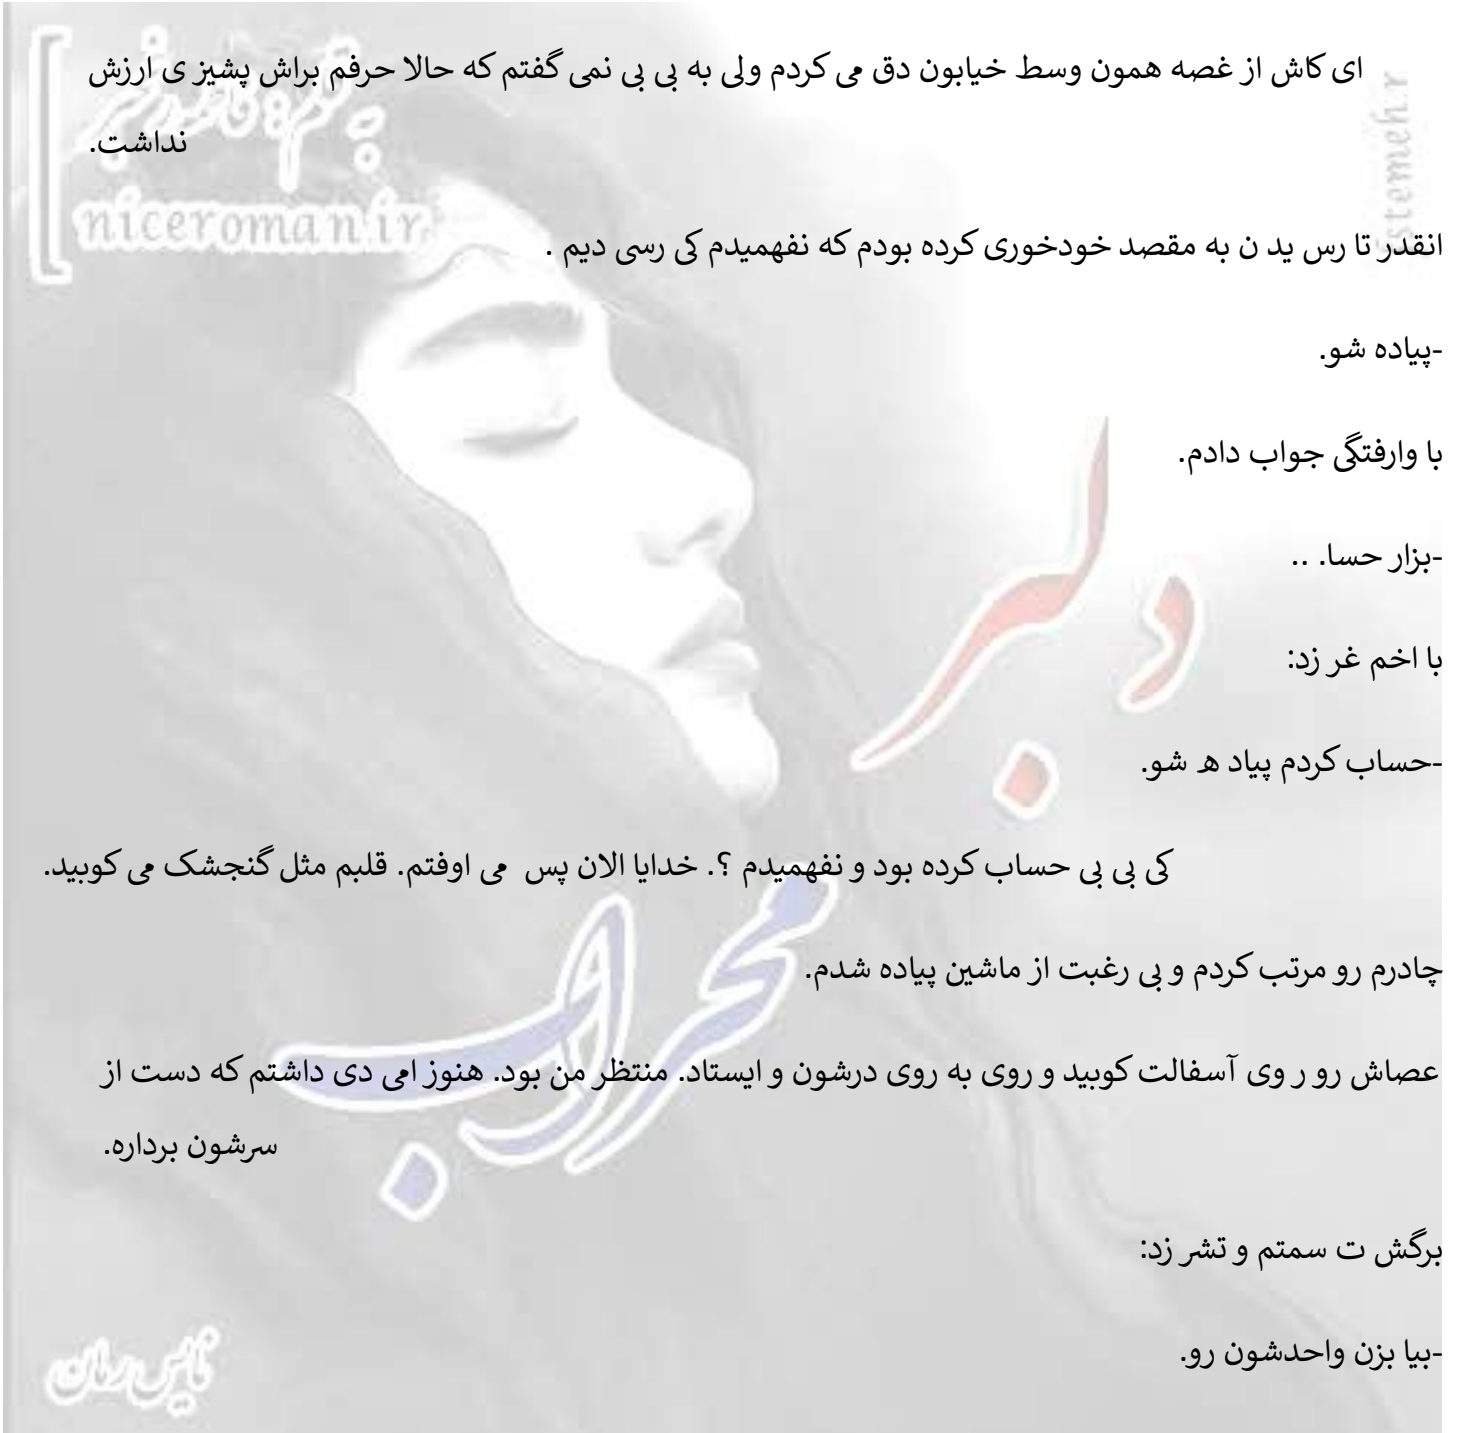 ای کاش از غصه همون وسط خیابون دق می کردم ولی به بی بی نمی گفتم که حالا حرفم براش پشیز ی ارزش
نداشت.
niceroman.ir
انقدر تا رس ید ن به مقصد خودخوری کرده بودم که نفهمیدم کی رسی دیم .
-پیاده شو.
با وارفتگی جواب دادم.
-بزار حسا. ..
با اخم غر زد:
-حساب کردم پیاد ه شو.
دلبر
کی بی بی حساب کرده بود و نفهمیدم ؟. خدایا الان پس می اوفتم. قلبم مثل گنجشک می کوبید.
چادرم رو مرتب کردم و بی رغبت از ماشین پیاده شدم.
محراب
عصاش رو ر وی آسفالت کوبید و روی به روی درشون و ایستاد. منتظر من بود. هنوز امی دی داشتم که دست از
سرشون برداره.
برگش ت سمتم و تشر زد:
-بیا بزن واحدشون رو.
نایس رمان